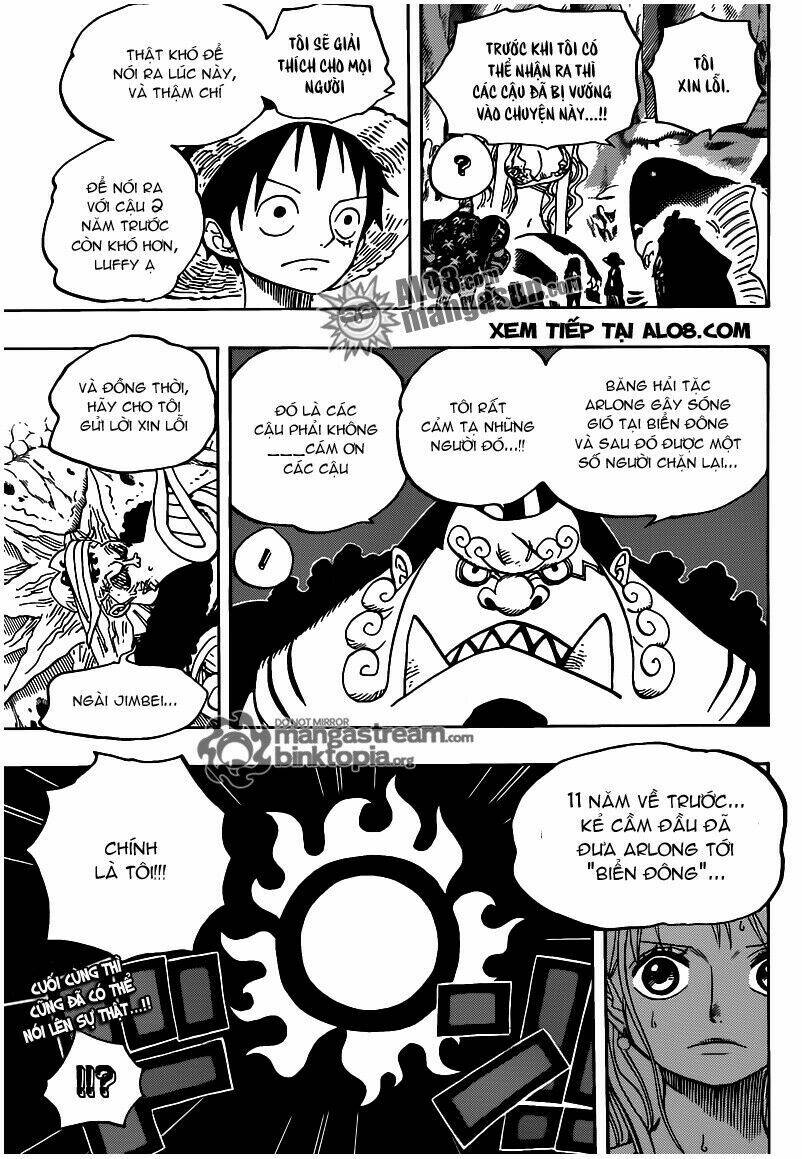 TÔI
XIN LỖI.
TRƯỚC KHI TÔI CÓ
THỂ NHẬN RA THÌ
CÁC CẬU ĐÃ BỊ VƯỚNG
VÀO CHUYỆN NÀY...!!
?
TÔI SẼ GIẢI
THÍCH CHO MỌI
NGƯỜI
THẬT KHÓ ĐỂ
NÓI RA LÚC NÀY,
VÀ THẬM CHÍ
ĐỂ NÓI RA
VỚI CẬU 2
NĂM TRƯỚC
CÒN KHÓ HƠN,
LUFFY Ạ
ALO8.com
mangasun.com
XEM TIẾP TẠI ALO8.COM
BĂNG HẢI TẶC
ARLONG GÂY SÓNG
GIÓ TẠI BIỂN ĐÔNG
VÀ SAU ĐÓ ĐƯỢC MỘT
SỐ NGƯỜI CHẶN LẠI...
TÔI RẤT
CẢM TẠ NHỮNG
NGƯỜI ĐÓ...!!
ĐÓ LÀ CÁC
CẬU PHẢI KHÔNG
___CÁM ƠN
CÁC CẬU
VÀ ĐỒNG THỜI,
HÃY CHO TÔI
GỬI LỜI XIN LỖI
NGÀI JIMBEI...
DO NOT MIRROR
mangastream.com
binktopia.org
11 NĂM VỀ TRƯỚC...
KẺ CẦM ĐẦU ĐÃ
ĐƯA ARLONG TỚI
"BIỂN ĐÔNG"...
CHÍNH
LÀ TÔI!!!
CUỐI CÙNG THÌ
CŨNG ĐÃ CÓ THỂ
NÓI LÊN SỰ THẬT...!!
!!?